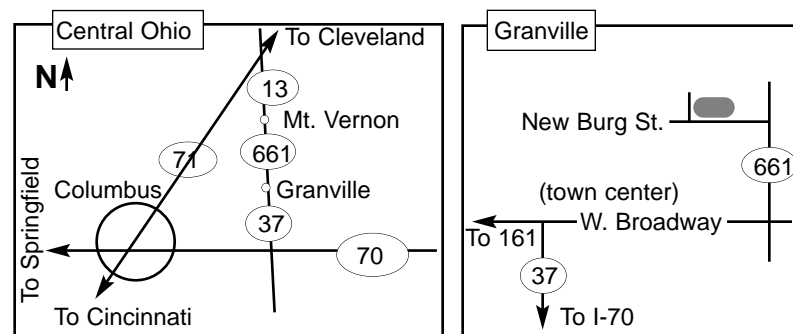 Central Ohio
To Cleveland
N
13
Mt. Vernon
661
71
Columbus
Granville
37
To Springfield
70
To Cincinnati
Granville
New Burg St.
661
(town center)
W. Broadway
To 161
37
To I-70